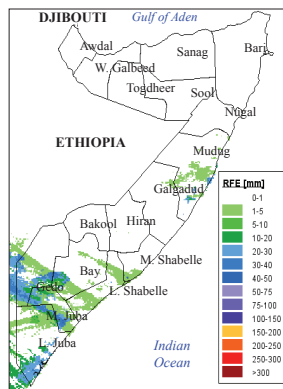 DJIBOUTI
Gulf of Aden
Awdal
Sanag
Bari
W. Galbeed
Togdheer
Sool
Nugal
ETHIOPIA
Mudug
Galgadud
Bakool
Hiran
Bay
M. Shabelle
Gedo
L. Shabelle
M. Juba
L. Juba
Indian
Ocean
RFE [mm]
0-1
1-5
5-10
10-20
20-30
30-40
40-50
50-75
75-100
100-150
150-200
200-250
250-300
>300